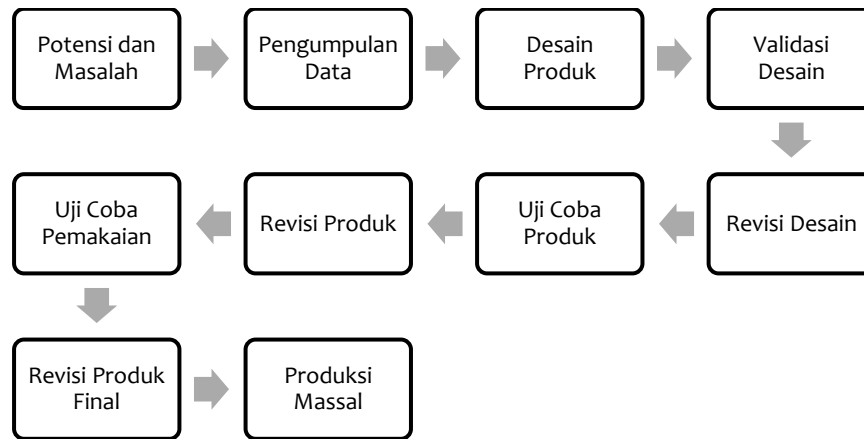 Potensi dan
Masalah
Pengumpulan
Data
Desain
Produk
Validasi
Desain
Revisi Desain
Uji Coba
Produk
Revisi Produk
Uji Coba
Pemakaian
Revisi Produk
Final
Produksi
Massal